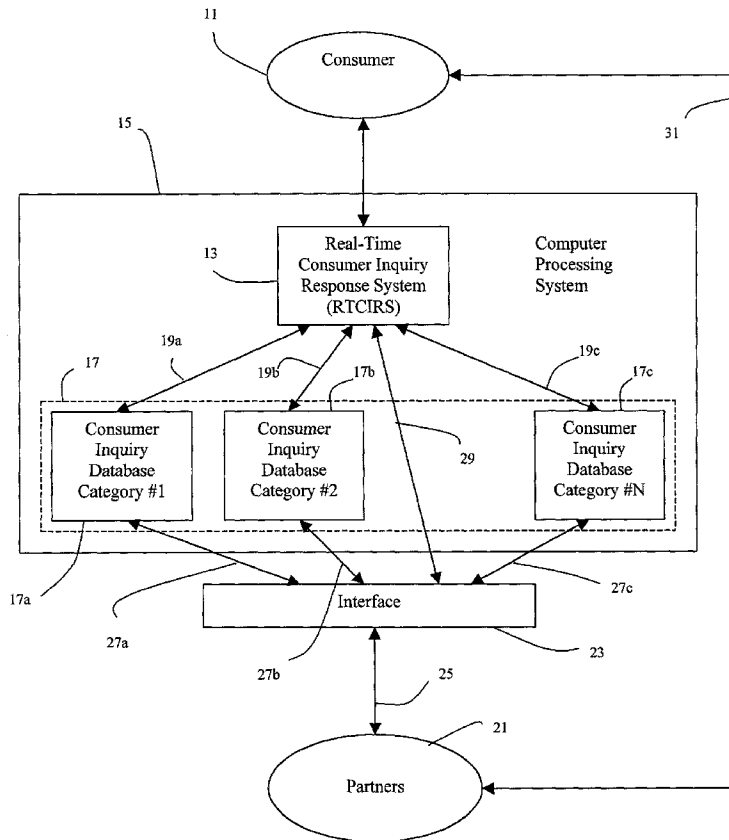 11
Consumer
31
15
Real-Time
Consumer Inquiry
Response System
(RTCIRS)
13
Computer
Processing
System
19a
19b
19c
17
17b
17c
29
Consumer
Inquiry
Database
Category #1
Consumer
Inquiry
Database
Category #2
Consumer
Inquiry
Database
Category #N
17a
27a
27b
27c
Interface
23
25
21
Partners